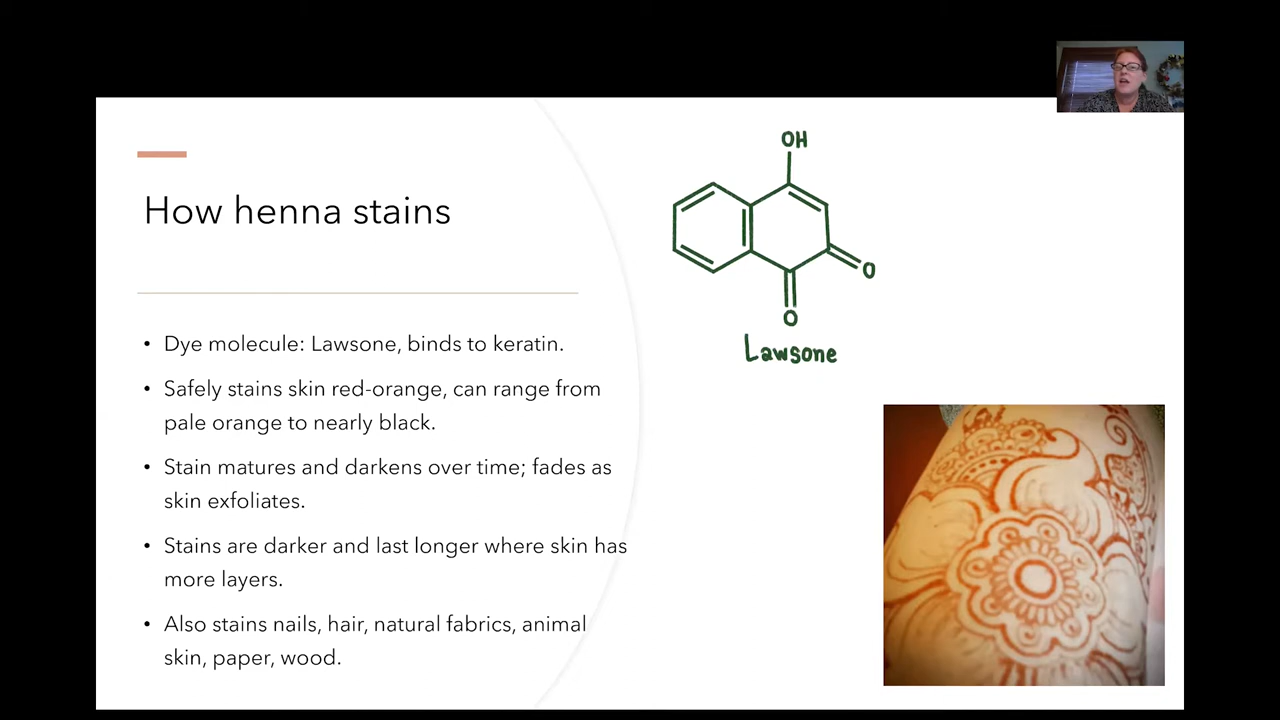 How henna stains
• Dye molecule: Lawsone, binds to keratin.
• Safely stains skin red-orange, can range from
pale orange to nearly black.
• Stain matures and darkens over time; fades as
skin exfoliates.
• Stains are darker and last longer where skin has
more layers.
• Also stains nails, hair, natural fabrics, animal
skin, paper, wood.
OH
O
O
Lawsone